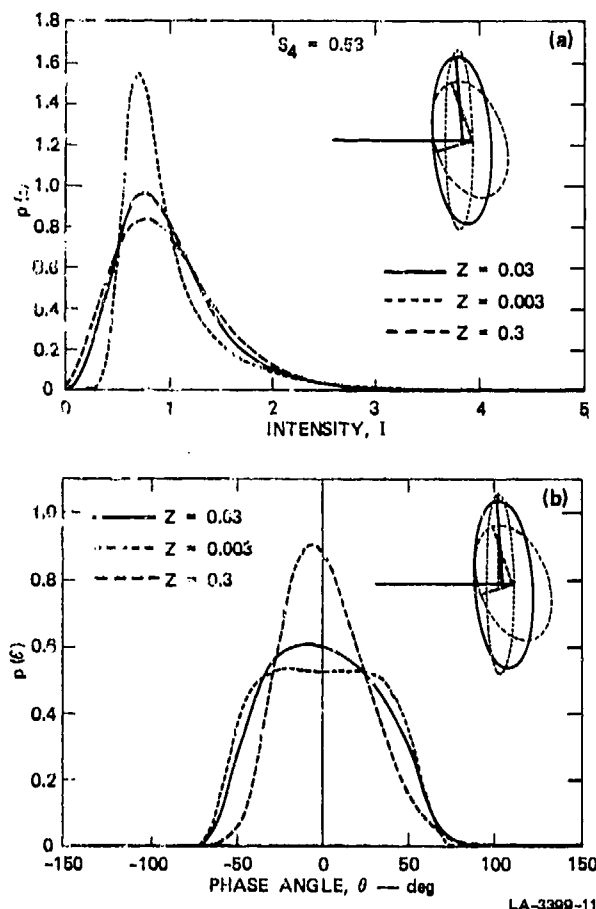 (a)
S4 = 0.53
1.6
1.4
1.2
1.0
0.8
0.6
0.4
0.2
0
Z = 0.03
Z = 0.003
Z = 0.3
0 1 2 3 4 5
INTENSITY, I
(b)
Z = 0.03
Z = 0.003
Z = 0.3
1.0
0.8
0.6
0.4
0.2
0
-150 -100 -50 0 50 100 150
PHASE ANGLE, θ — deg
LA-3399-11